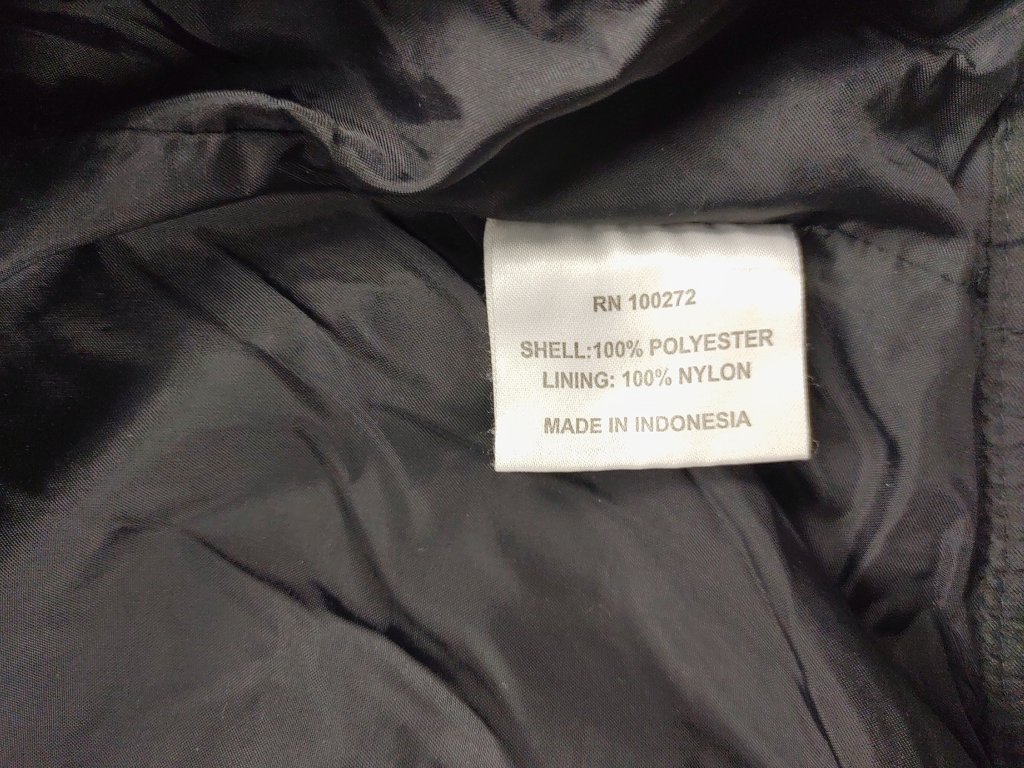 RN 100272
SHELL:100% POLYESTER
LINING: 100% NYLON
MADE IN INDONESIA